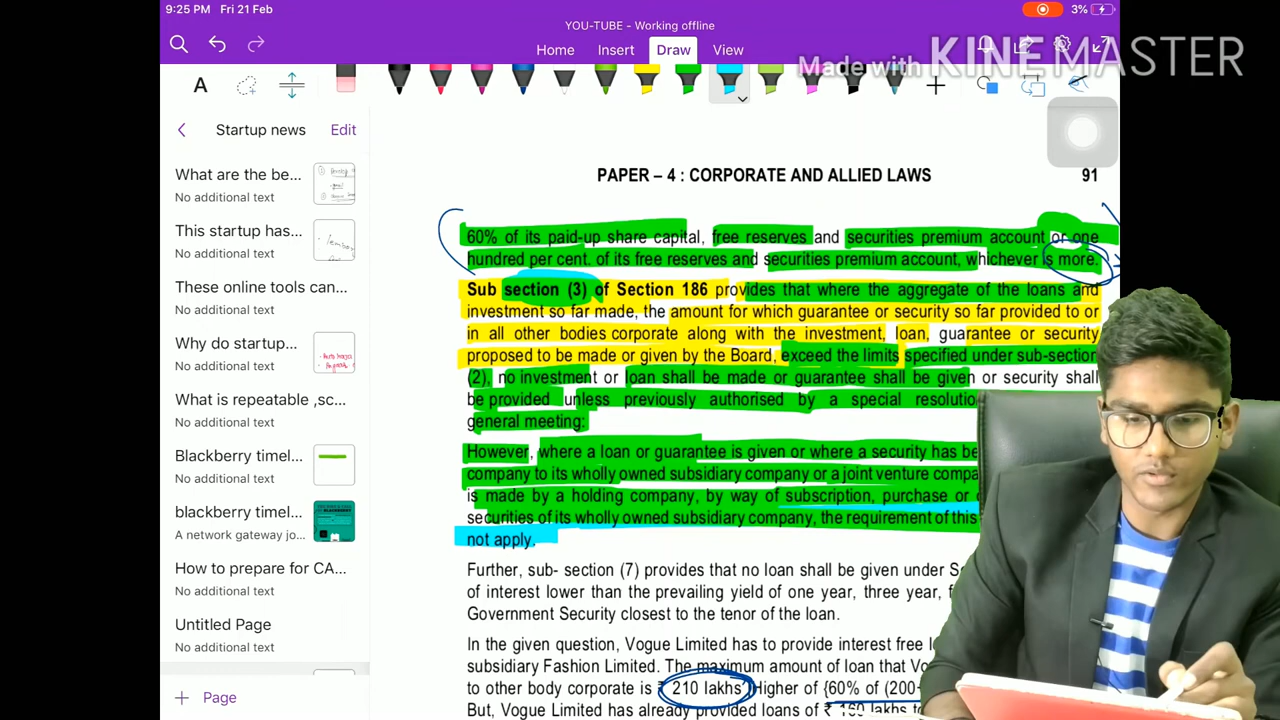 9:25 PM Fri 21 Feb
3%
YOU-TUBE - Working offline
Home Insert Draw View
Made with KINEMASTER
A
Startup news Edit
What are the be...
No additional text
This startup has...
No additional text
These online tools can...
No additional text
Why do startup...
No additional text
What is repeatable ,sc...
No additional text
Blackberry timel...
No additional text
blackberry timel...
A network gateway jo...
How to prepare for CA...
No additional text
Untitled Page
No additional text
Page
PAPER – 4 : CORPORATE AND ALLIED LAWS 91
60% of its paid-up share capital, free reserves and securities premium account or one
hundred per cent. of its free reserves and securities premium account, whichever is more.
Sub section (3) of Section 186 provides that where the aggregate of the loans and
investment so far made, the amount for which guarantee or security so far provided to or
in all other bodies corporate along with the investment, loan, guarantee or security
proposed to be made or given by the Board, exceed the limits specified under sub-section
(2), no investment or loan shall be made or guarantee shall be given or security shall
be provided unless previously authorised by a special
general meeting:
However, where a loan or guarantee is given or where a security has
company to its wholly owned subsidiary company or a joint venture
is made by a holding company, by way of subscription, purchase or
securities of its wholly owned subsidiary company, the requirement of this
not apply.
Further, sub- section (7) provides that no loan shall be given under
of interest lower than the prevailing yield of one year, three year,
Government Security closest to the tenor of the loan.
In the given question, Vogue Limited has to provide interest free
subsidiary Fashion Limited. The maximum amount of loan that
to other body corporate is ₹ 210 lakhs Higher of {60% of (200
But, Vogue Limited has already provided loans of ₹ 160 lakhs